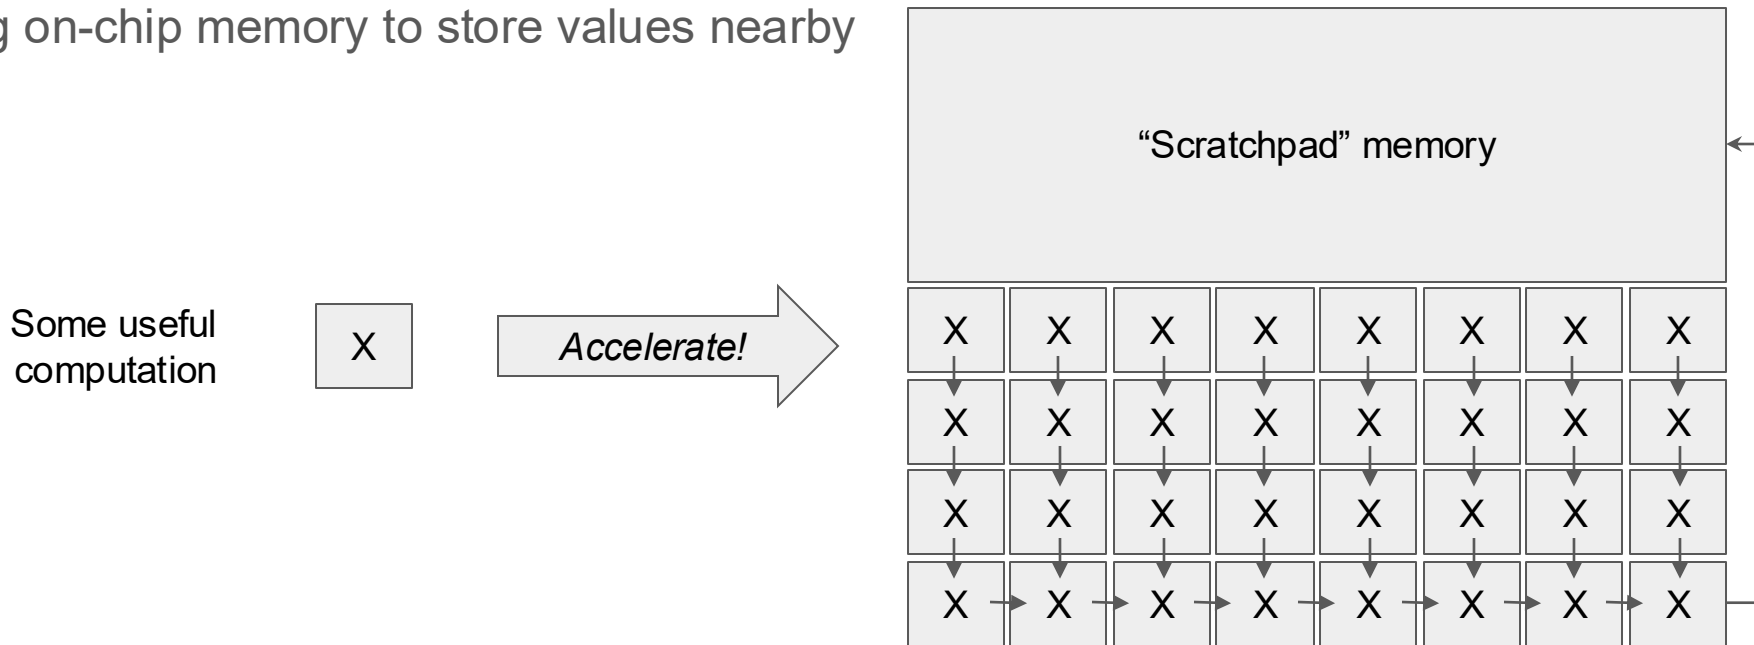 on-chip memory to store values nearby
“Scratchpad” memory
Some useful
computation
X
Accelerate!
X X X X X X X X
X X X X X X X X
X X X X X X X X
X X X X X X X X